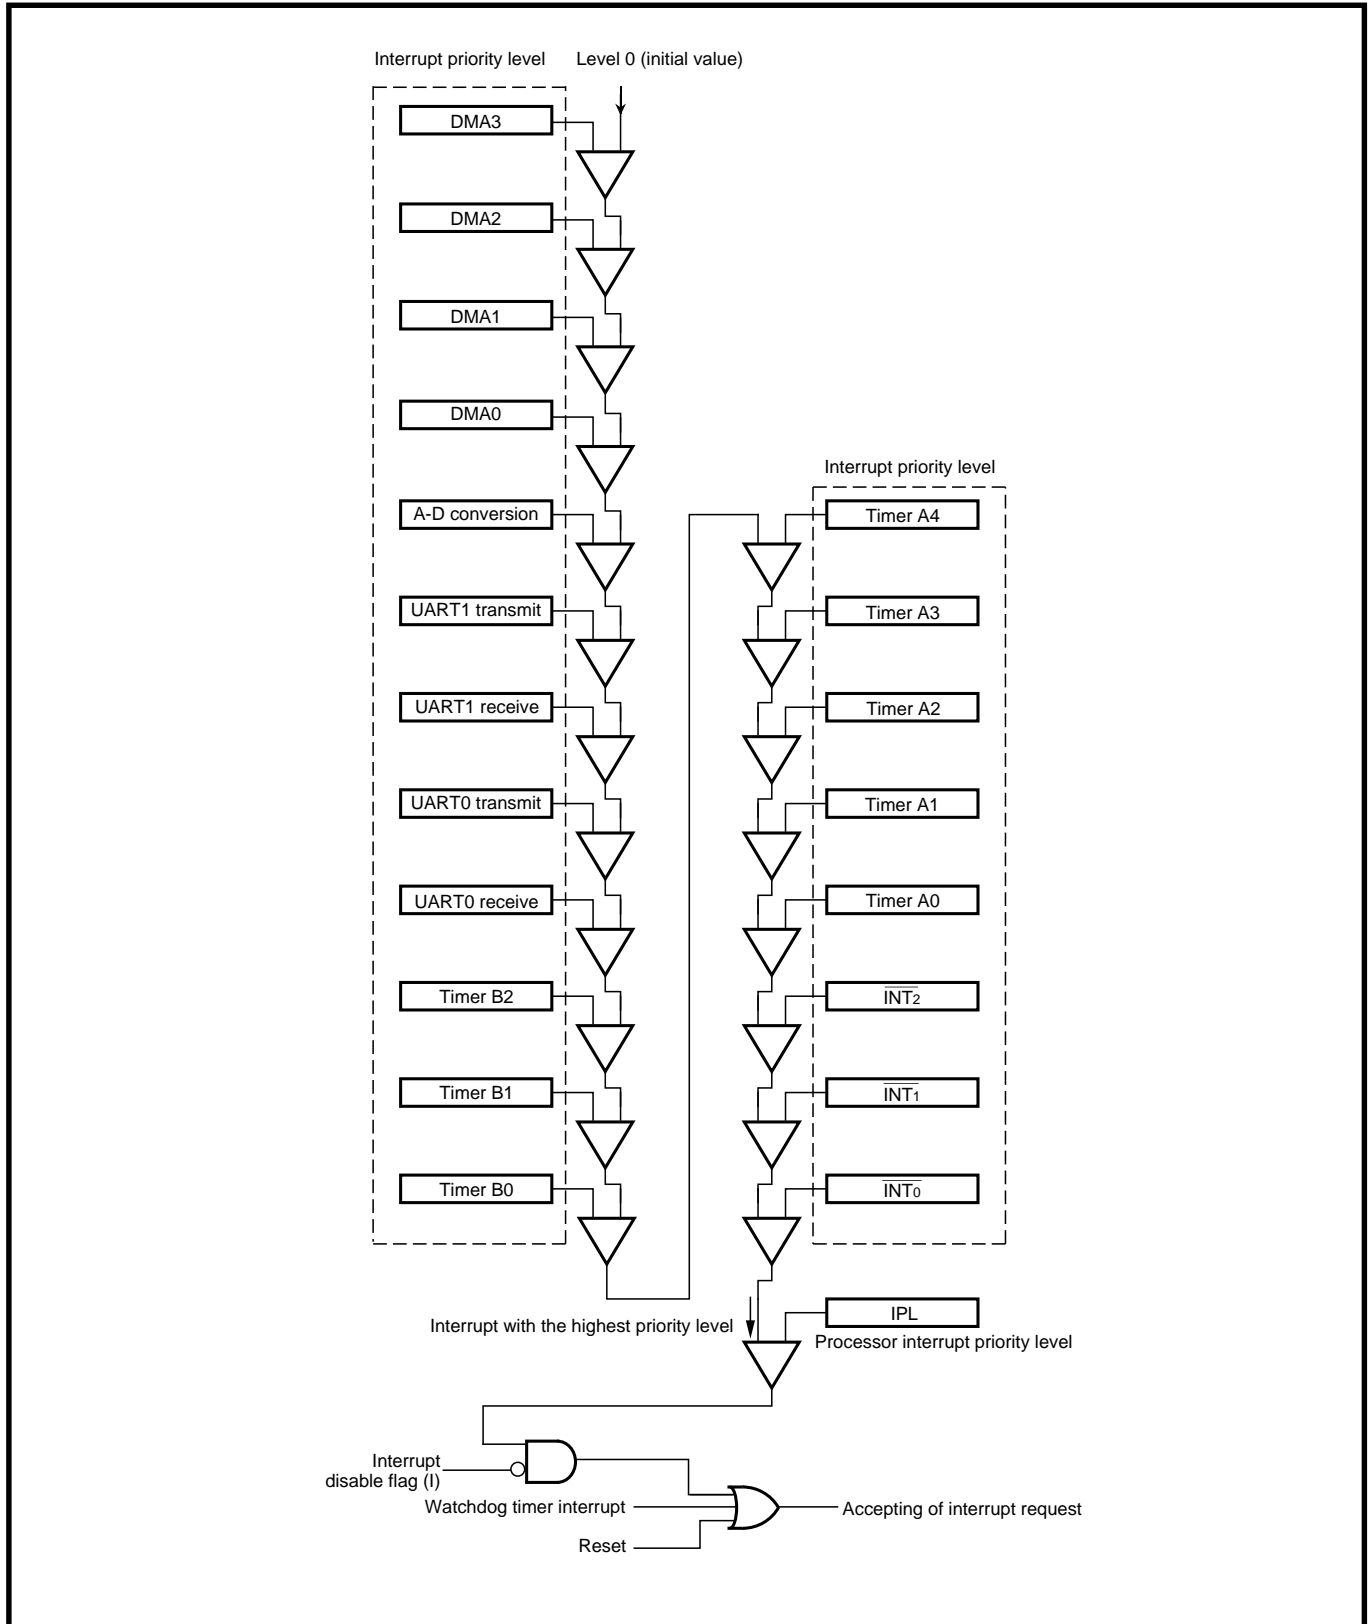 Interrupt priority level
Level 0 (initial value)
DMA3
DMA2
DMA1
DMA0
A-D conversion
UART1 transmit
UART1 receive
UART0 transmit
UART0 receive
Timer B2
Timer B1
Timer B0
Interrupt priority level
Timer A4
Timer A3
Timer A2
Timer A1
Timer A0
INT2
INT1
INT0
Interrupt with the highest priority level
IPL
Processor interrupt priority level
Interrupt
disable flag (I)
Watchdog timer interrupt
Reset
Accepting of interrupt request